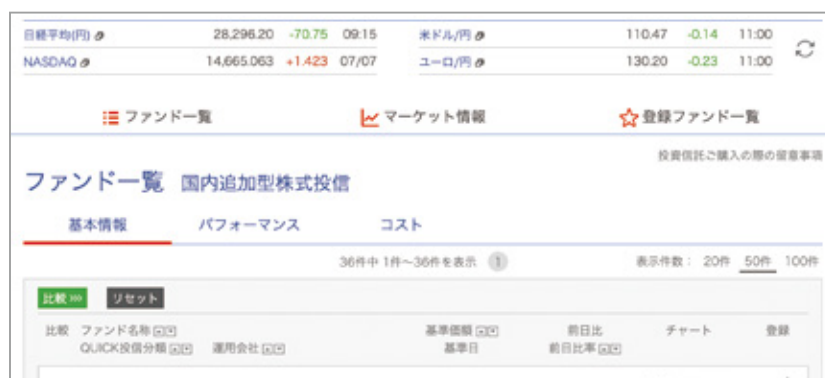 日経平均(円) 28,296.20 -70.75 09:15 米ドル/円 110.47 -0.14 11:00
NASDAQ 14,665.063 +1.423 07/07 ユーロ/円 130.20 -0.23 11:00
ファンド一覧 マーケット情報 登録ファンド一覧
投資信託ご購入の際の留意事項
ファンド一覧 国内追加型株式投信
基本情報 パフォーマンス コスト
36件中 1件~36件を表示 1 表示件数: 20件 50件 100件
比較 リセット
比較 ファンド名称 基準価額 前日比 チャート 登録
QUICK投信分類 運用会社 基準日 前日比率